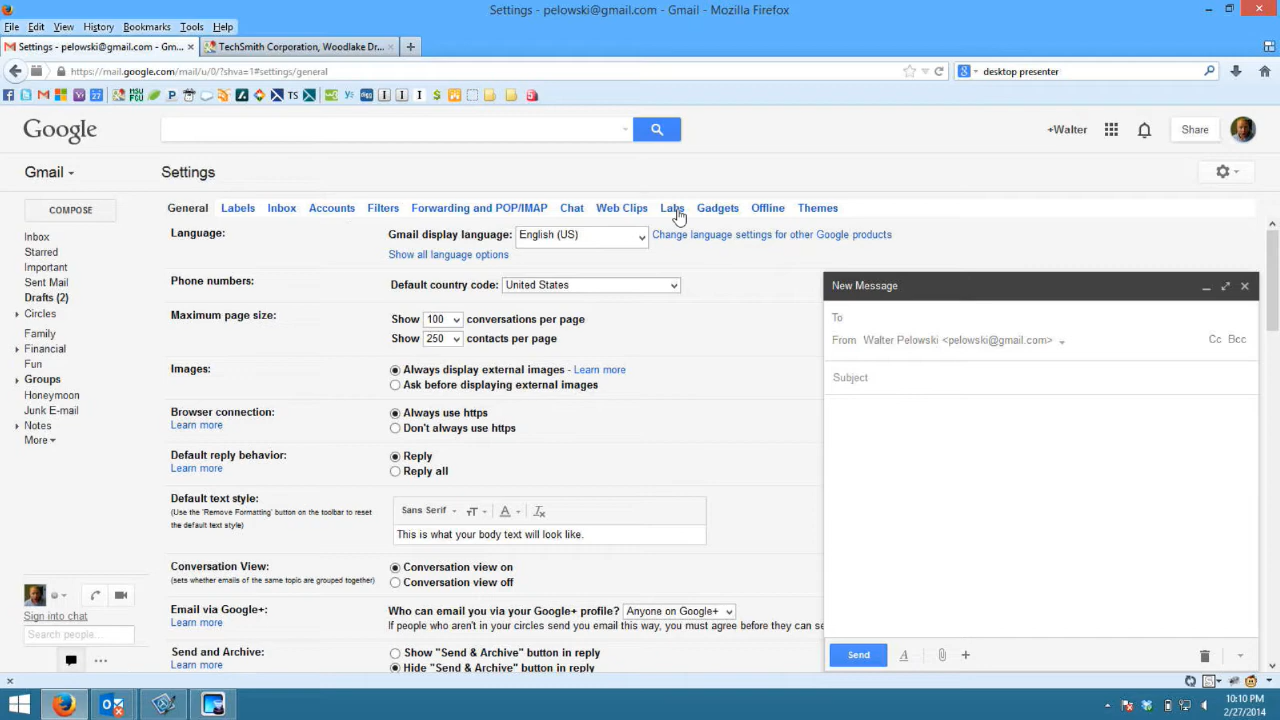 Settings - pelowski@gmail.com - Gmail - Mozilla Firefox
File Edit View History Bookmarks Tools Help
Settings - pelowski@gmail.com - Gm... × TechSmith Corporation, Woodlake Dr... × +
https://mail.google.com/mail/u/0/?shva=1#settings/general desktop presenter
Google +Walter Share
Gmail Settings
COMPOSE
General Labels Inbox Accounts Filters Forwarding and POP/IMAP Chat Web Clips Labs Gadgets Offline Themes
Inbox
Starred
Important
Sent Mail
Drafts (2)
Circles
Family
Financial
Fun
Groups
Honeymoon
Junk E-mail
Notes
More
Sign into chat
Search people...
Language: Gmail display language: English (US) Change language settings for other Google products
Show all language options
Phone numbers: Default country code: United States
Maximum page size: Show 100 conversations per page
Show 250 contacts per page
Images: Always display external images - Learn more
Ask before displaying external images
Browser connection: Always use https
Learn more Don't always use https
Default reply behavior: Reply
Learn more Reply all
Default text style: Sans Serif
(Use the 'Remove Formatting' button on the toolbar to reset
the default text style)
This is what your body text will look like.
Conversation View: Conversation view on
(sets whether emails of the same topic are grouped together) Conversation view off
Email via Google+: Who can email you via your Google+ profile? Anyone on Google+
Learn more If people who aren't in your circles send you email this way, you must agree before they can se
Send and Archive: Show "Send & Archive" button in reply
Learn more Hide "Send & Archive" button in reply
New Message
To
From Walter Pelowski <pelowski@gmail.com> Cc Bcc
Subject
Send
10:10 PM
2/27/2014